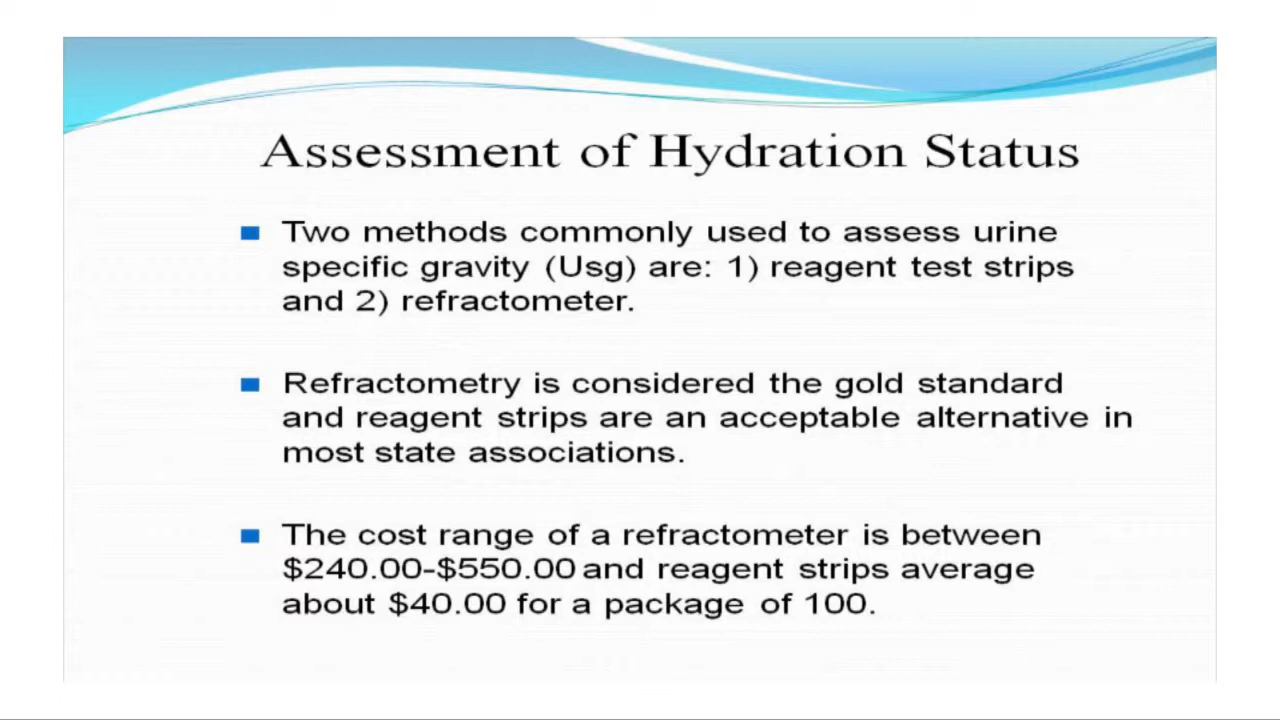 Assessment of Hydration Status
Two methods commonly used to assess urine
specific gravity (Usg) are: 1) reagent test strips
and 2) refractometer.
Refractometry is considered the gold standard
and reagent strips are an acceptable alternative in
most state associations.
The cost range of a refractometer is between
$240.00-$550.00 and reagent strips average
about $40.00 for a package of 100.